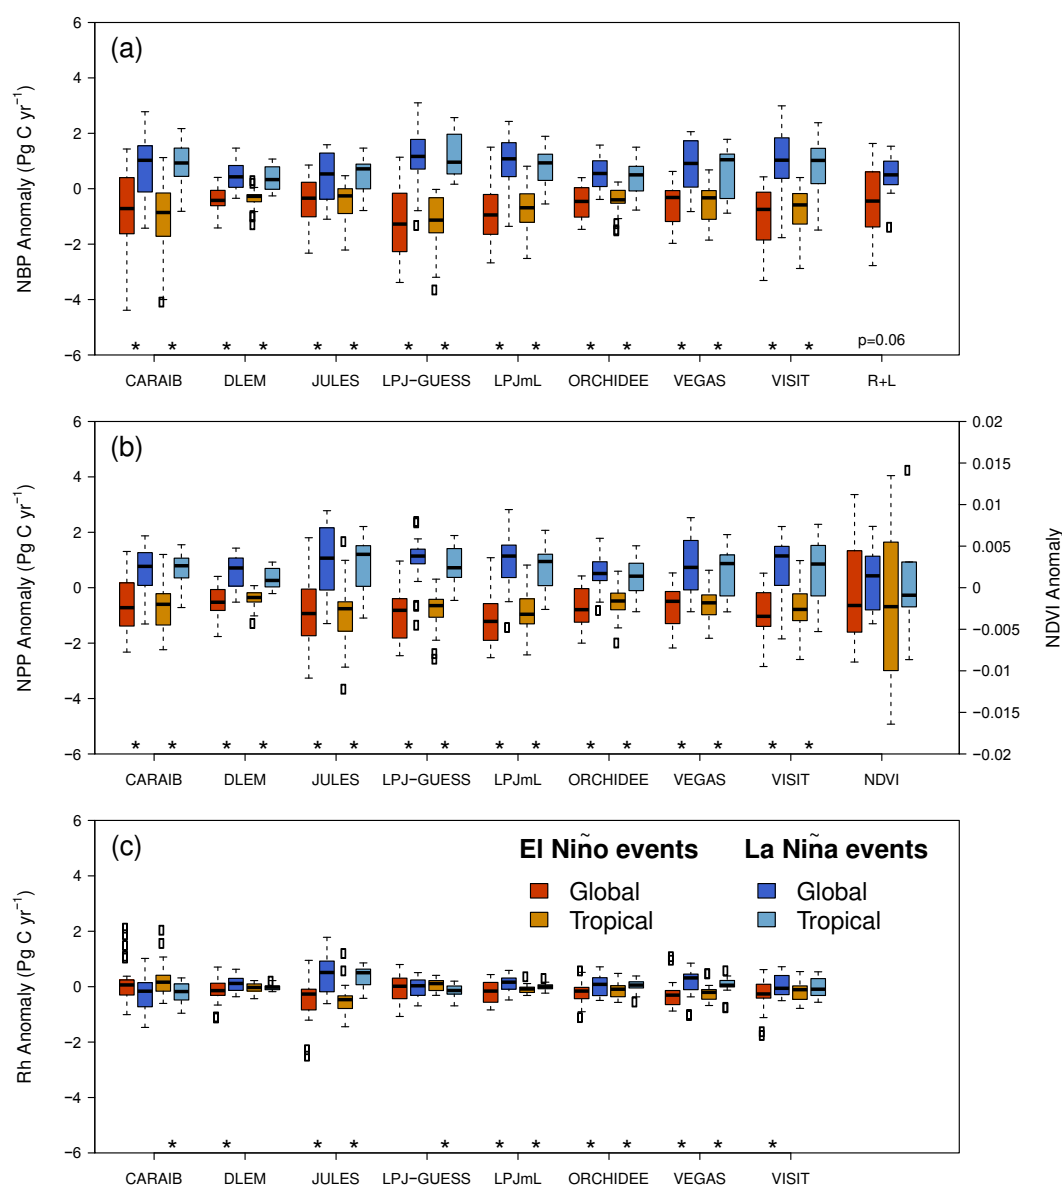 (a)
NBP Anomaly (Pg C yr⁻¹)
6
4
2
0
−2
−4
−6
* * * * * * * * * * * * * * * *
p=0.06
CARAIB DLEM JULES LPJ−GUESS LPJmL ORCHIDEE VEGAS VISIT R+L
(b)
NPP Anomaly (Pg C yr⁻¹)
6
4
2
0
−2
−4
−6
NDVI Anomaly
0.02
0.015
0.01
0.005
0
−0.005
−0.01
−0.015
−0.02
* * * * * * * * * * * * * * * *
CARAIB DLEM JULES LPJ−GUESS LPJmL ORCHIDEE VEGAS VISIT NDVI
(c)
Rh Anomaly (Pg C yr⁻¹)
6
4
2
0
−2
−4
−6
El Niño events La Niña events
Global Global
Tropical Tropical
* * * * * * * * * * * *
CARAIB DLEM JULES LPJ−GUESS LPJmL ORCHIDEE VEGAS VISIT